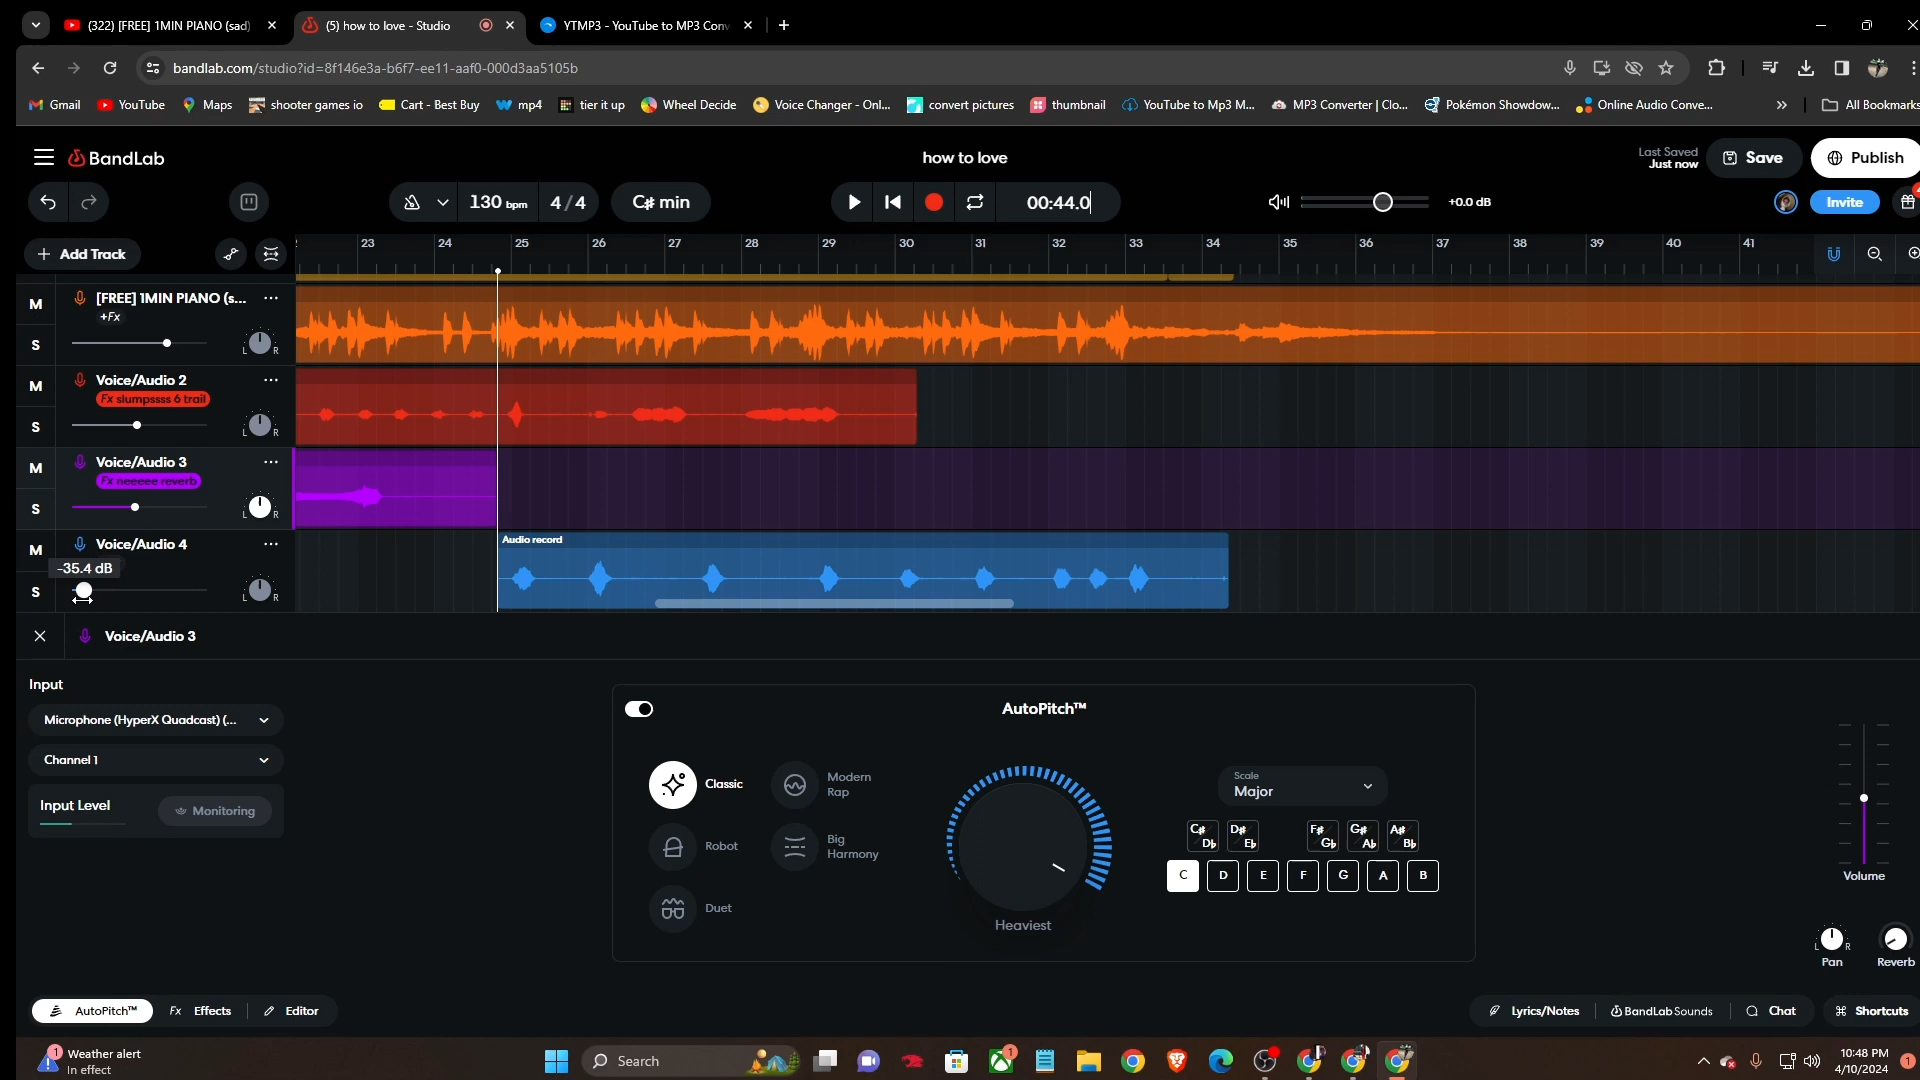 (322) [FREE] 1MIN PIANO (sad)
(5) how to love - Studio
YTMP3 - YouTube to MP3 Conv
bandlab.com/studio?id=8f146e3a-b6f7-ee11-aaf0-000d3aa5105b
Gmail
YouTube
Maps
shooter games io
Cart - Best Buy
mp4
tier it up
Wheel Decide
Voice Changer - Onl...
convert pictures
thumbnail
YouTube to Mp3 M...
MP3 Converter | Clo...
Pokémon Showdow...
Online Audio Conve...
All Bookmarks
BandLab
how to love
Last Saved
Just now
Save
Publish
130 bpm
4 / 4
C# min
00:44.0
+0.0 dB
Invite
Add Track
23 24 25 26 27 28 29 30 31 32 33 34 35 36 37 38 39 40 41
M
[FREE] 1MIN PIANO (s...
+Fx
S
L R
M
Voice/Audio 2
Fx slumpssss 6 trail
S
L R
M
Voice/Audio 3
Fx neeeee reverb
S
L R
M
Voice/Audio 4
-35.4 dB
S
L R
Audio record
Voice/Audio 3
Input
Microphone (HyperX Quadcast) (...
Channel 1
Input Level
Monitoring
AutoPitch™
Classic
Modern
Rap
Robot
Big
Harmony
Duet
Heaviest
Scale
Major
C# Db
D# Eb
F# Gb
G# Ab
A# Bb
C D E F G A B
Volume
L R
Pan
Reverb
AutoPitch™
Fx Effects
Editor
Lyrics/Notes
BandLab Sounds
Chat
Shortcuts
1
Weather alert
In effect
Search
1
10:48 PM
4/10/2024
1